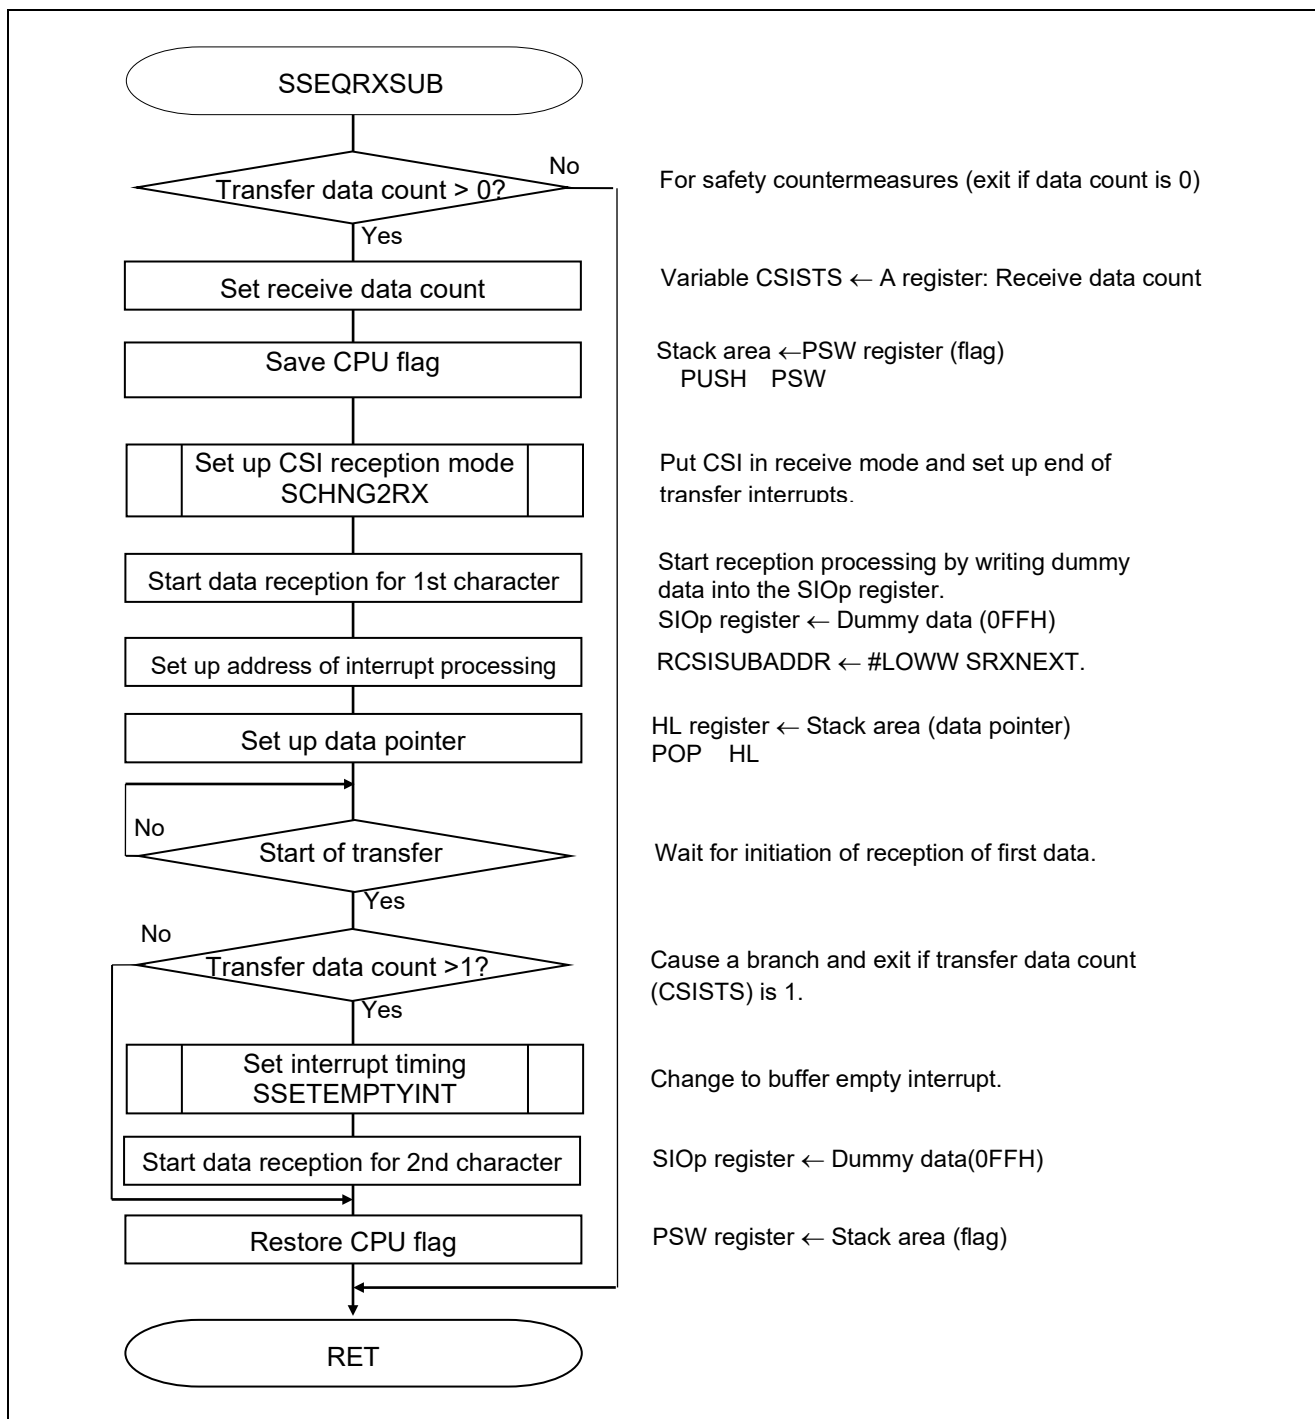 SSEQRXSUB
No
Transfer data count > 0?
For safety countermeasures (exit if data count is 0)
Yes
Set receive data count
Variable CSISTS ← A register: Receive data count
Save CPU flag
Stack area ←PSW register (flag)
PUSH PSW
Set up CSI reception mode
SCHNG2RX
Put CSI in receive mode and set up end of
transfer interrupts.
Start data reception for 1st character
Start reception processing by writing dummy
data into the SIOp register.
SIOp register ← Dummy data (0FFH)
Set up address of interrupt processing
RCSISUBADDR ← #LOWW SRXNEXT.
Set up data pointer
HL register ← Stack area (data pointer)
POP HL
No
Start of transfer
Wait for initiation of reception of first data.
Yes
No
Transfer data count >1?
Cause a branch and exit if transfer data count
(CSISTS) is 1.
Yes
Set interrupt timing
SSETEMPTYINT
Change to buffer empty interrupt.
Start data reception for 2nd character
SIOp register ← Dummy data(0FFH)
Restore CPU flag
PSW register ← Stack area (flag)
RET